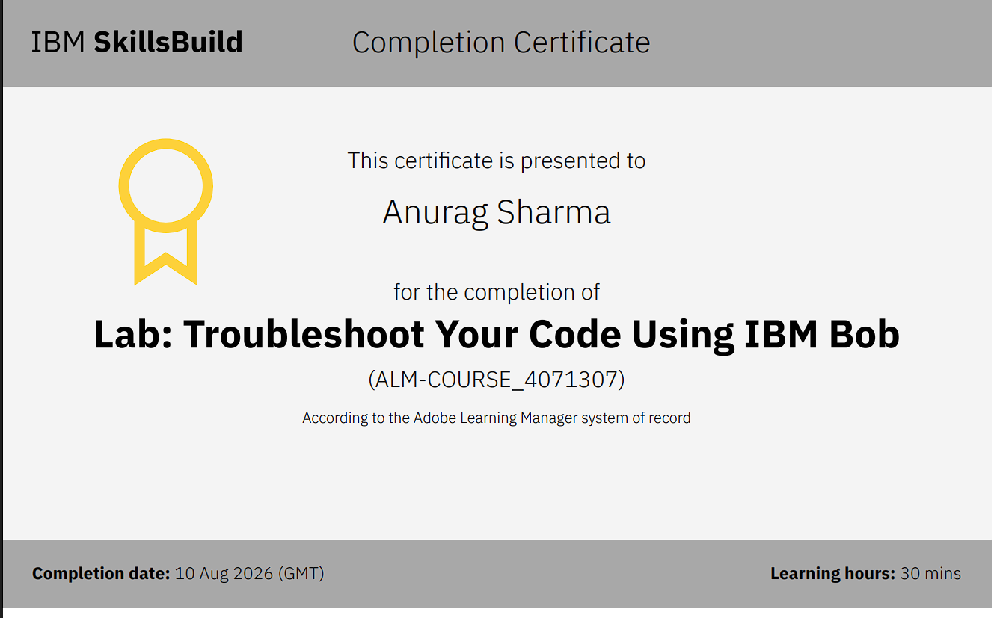 IBM SkillsBuild
Completion Certificate
This certificate is presented to
Anurag Sharma
for the completion of
Lab: Troubleshoot Your Code Using IBM Bob
(ALM-COURSE_4071307)
According to the Adobe Learning Manager system of record
Completion date: 10 Aug 2026 (GMT)
Learning hours: 30 mins